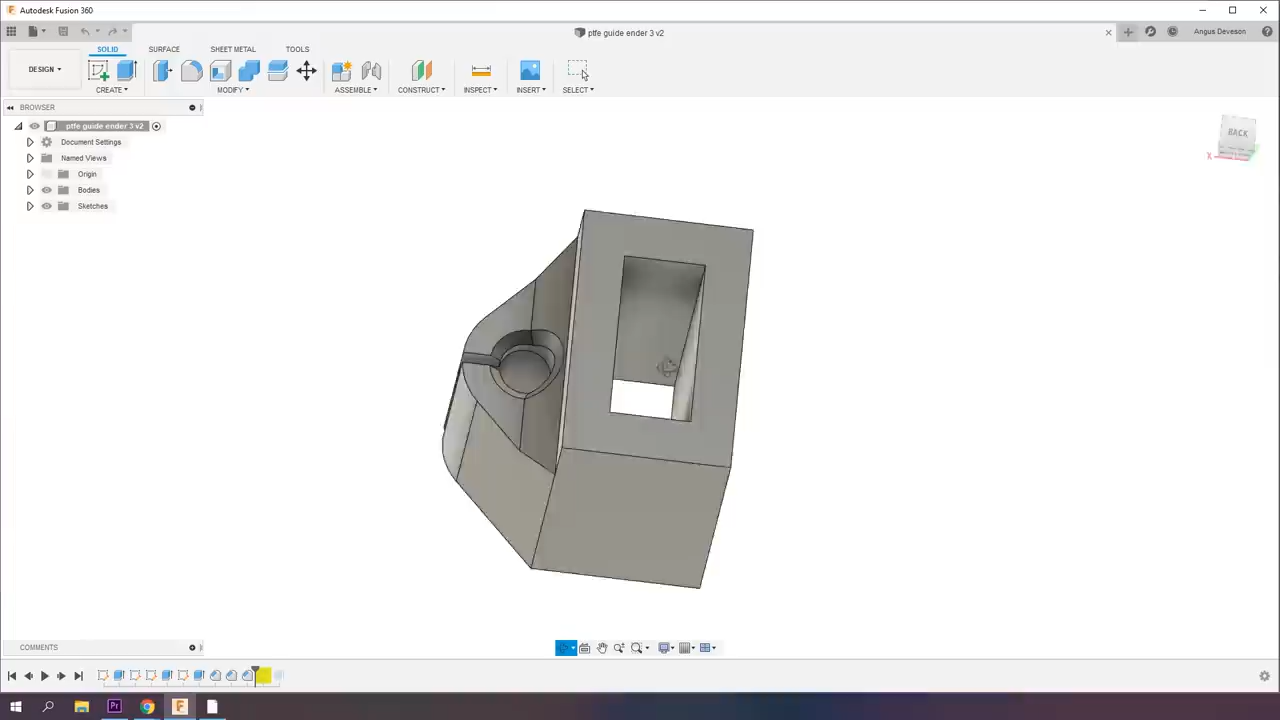 Autodesk Fusion 360
ptfe guide ender 3 v2
Angus Deveson
SOLID SURFACE SHEET METAL TOOLS
DESIGN
CREATE MODIFY ASSEMBLE CONSTRUCT INSPECT INSERT SELECT
BROWSER
ptfe guide ender 3 v2
Document Settings
Named Views
Origin
Bodies
Sketches
BACK
X
COMMENTS
Pr